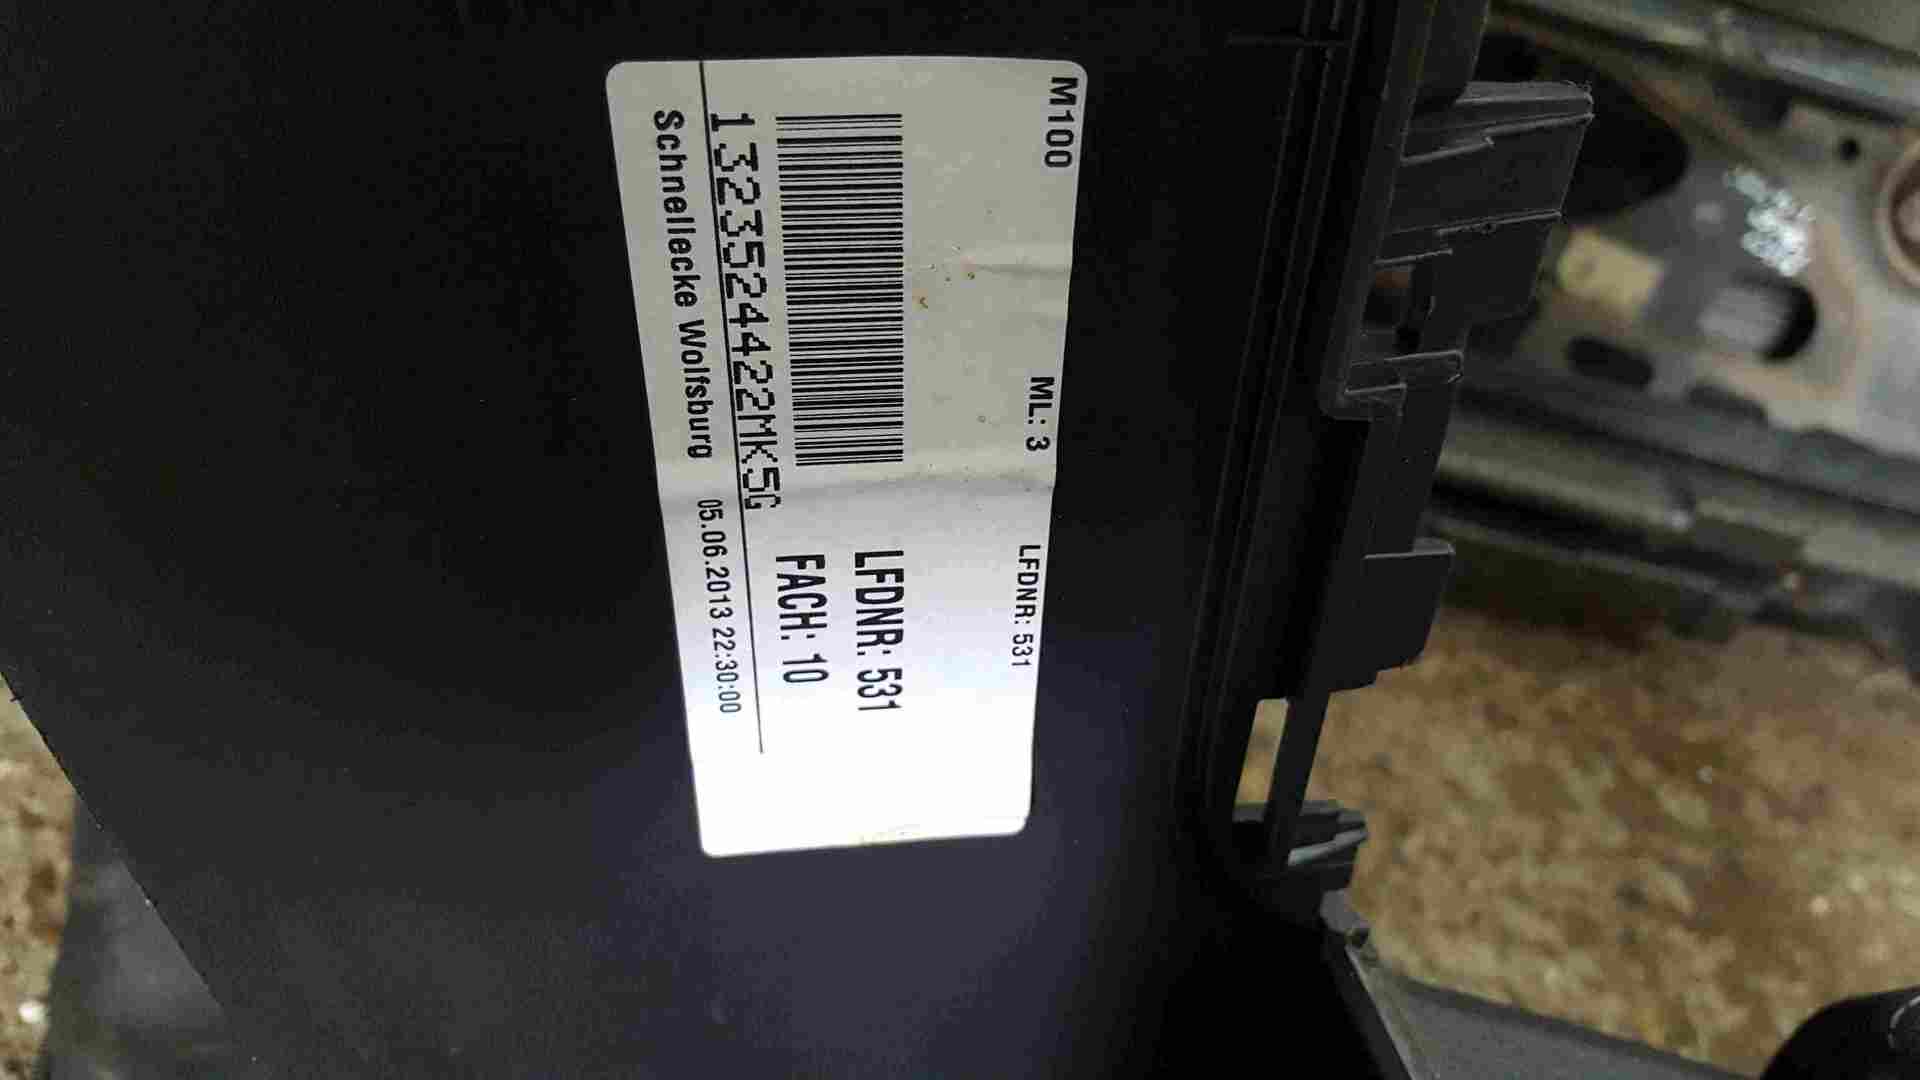 M100 ML: 3 LFDNR: 531
LFDNR: 531
FACH: 10
1323524422MK5G
Schnellecke Wolfsburg 05.06.2013 22:30:00